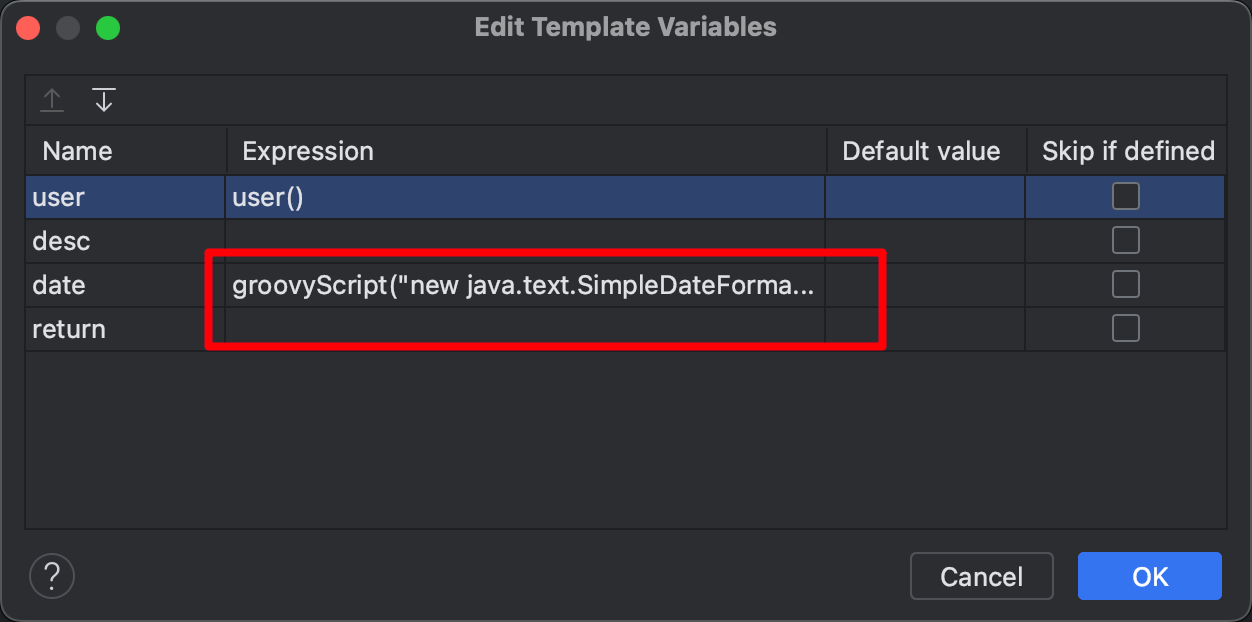 Edit Template Variables
Name Expression Default value Skip if defined
user user()
desc
date groovyScript("new java.text.SimpleDateForma...
return
? Cancel OK